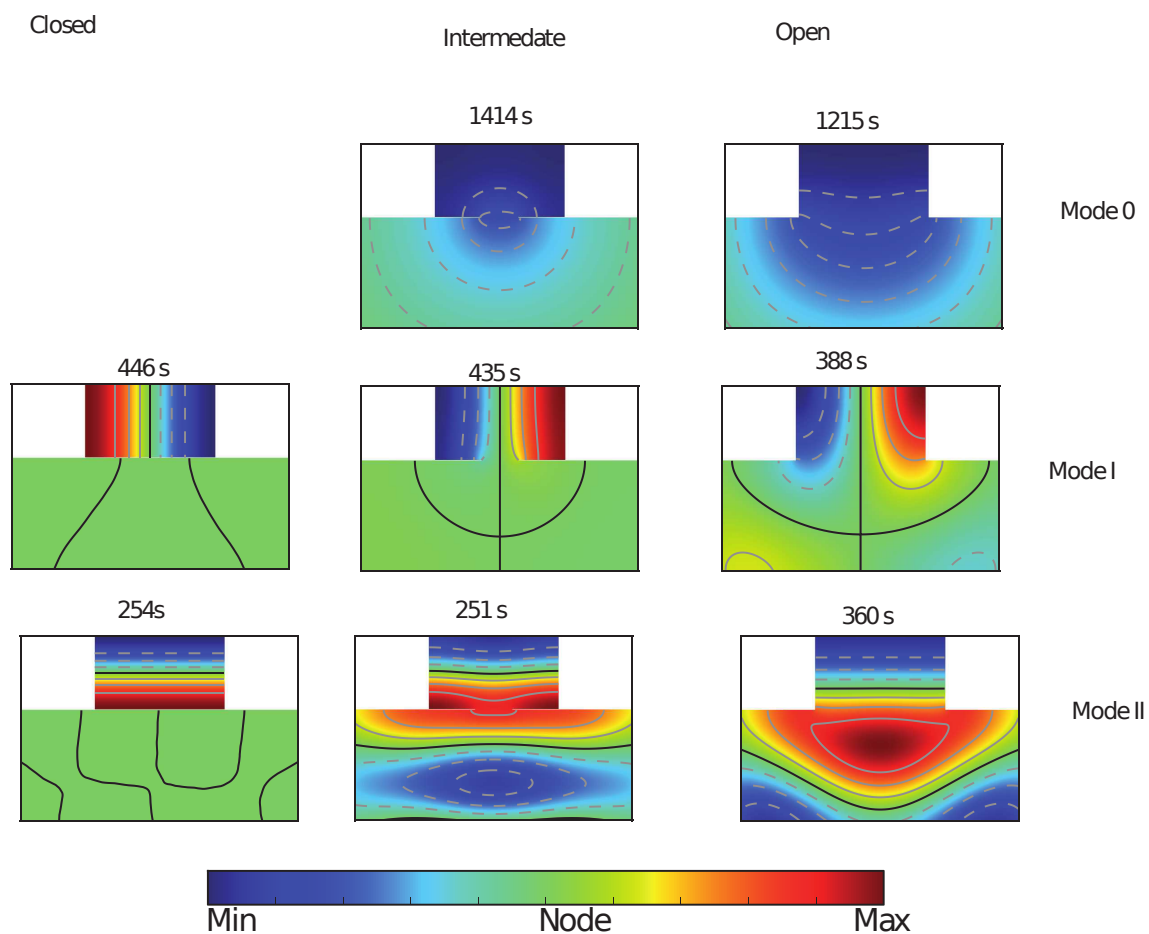 Closed
Intermedate
Open
1414 s
1215 s
Mode 0
446 s
435 s
388 s
Mode I
254s
251 s
360 s
Mode II
Min
Node
Max